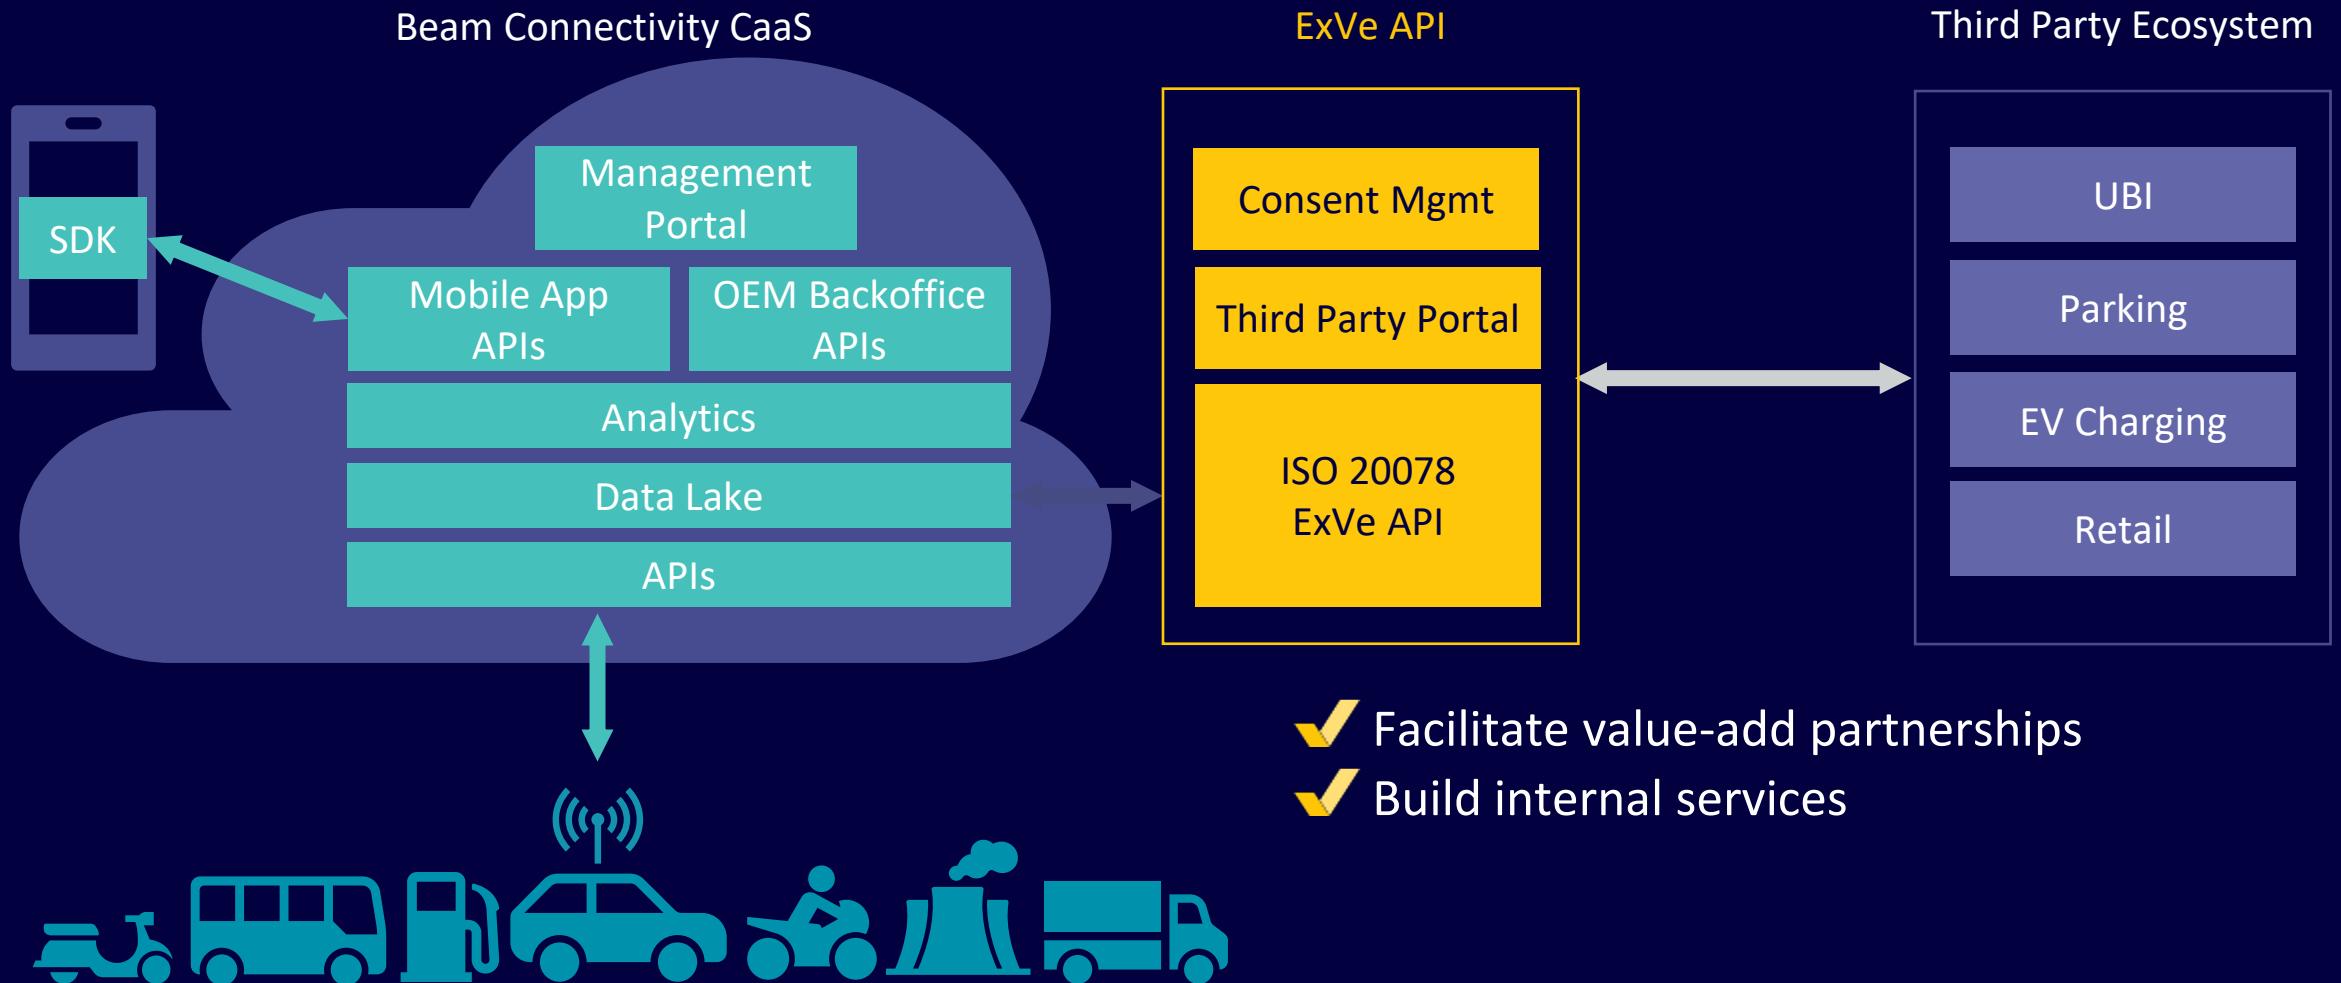 Beam Connectivity CaaS
ExVe API
Third Party Ecosystem
SDK
Management
Portal
Mobile App
APIs
OEM Backoffice
APIs
Analytics
Data Lake
APIs
Consent Mgmt
Third Party Portal
ISO 20078
ExVe API
UBI
Parking
EV Charging
Retail
Facilitate value-add partnerships
Build internal services